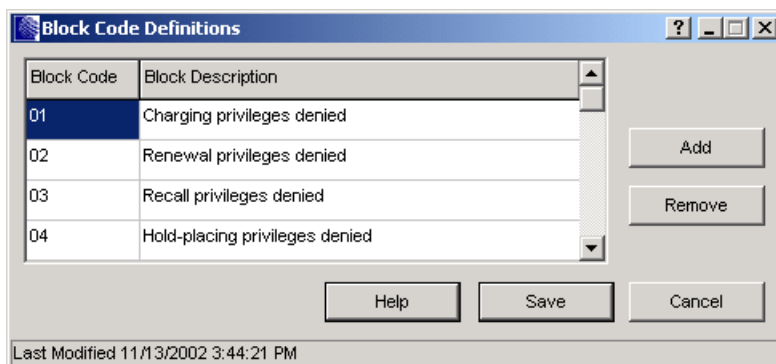 Block Code Definitions
Block Code Block Description
01 Charging privileges denied
02 Renewal privileges denied
03 Recall privileges denied
04 Hold-placing privileges denied
Add
Remove
Help Save Cancel
Last Modified 11/13/2002 3:44:21 PM